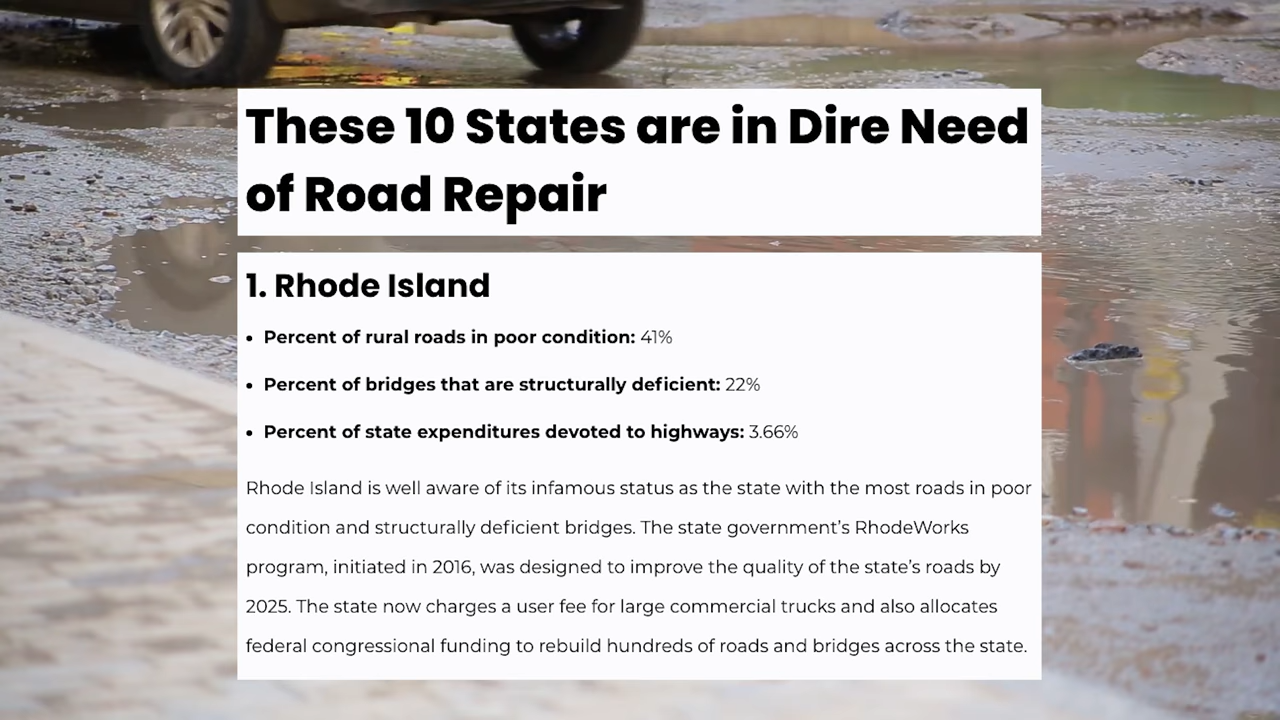 These 10 States are in Dire Need
of Road Repair
1. Rhode Island
• Percent of rural roads in poor condition: 41%
• Percent of bridges that are structurally deficient: 22%
• Percent of state expenditures devoted to highways: 3.66%
Rhode Island is well aware of its infamous status as the state with the most roads in poor
condition and structurally deficient bridges. The state government’s RhodeWorks
program, initiated in 2016, was designed to improve the quality of the state’s roads by
2025. The state now charges a user fee for large commercial trucks and also allocates
federal congressional funding to rebuild hundreds of roads and bridges across the state.